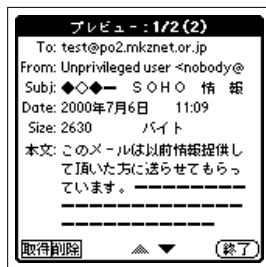 プレビュー：1/2(2)
To: test@po2.mkznet.or.jp
From: Unprivileged user <nobody@
Subj: ◆◇◆ー SOHO 情 報
Date: 2000年7月6日 11:09
Size: 2630 バイト
本文: このメールは以前情報提供し
て頂いた方に送らせてもらっ
ています。ーーーーーーーー
ーーーーーーーーーーーーー
ーーーーーーーーーー
取得 削除 終了